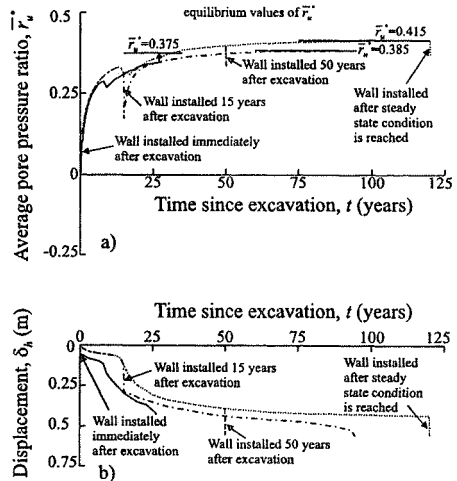 equilibrium values of r̄ᵤ*
Average pore pressure ratio, r̄ᵤ*
0.5
0.25
0
-0.25
r̄ᵤ*=0.375
r̄ᵤ*=0.415
r̄ᵤ*=0.385
Wall installed 50 years
after excavation
Wall installed 15 years
after excavation
Wall installed
after steady
state condition
is reached
Wall installed immediately
after excavation
25 50 75 100 125
Time since excavation, t (years)
a)
Time since excavation, t (years)
0 25 50 75 100 125
Displacement, δₕ (m)
0
0.25
0.5
0.75
Wall installed 15 years
after excavation
Wall installed
after steady
state condition
is reached
Wall installed
immediately
after excavation
Wall installed 50 years
after excavation
b)